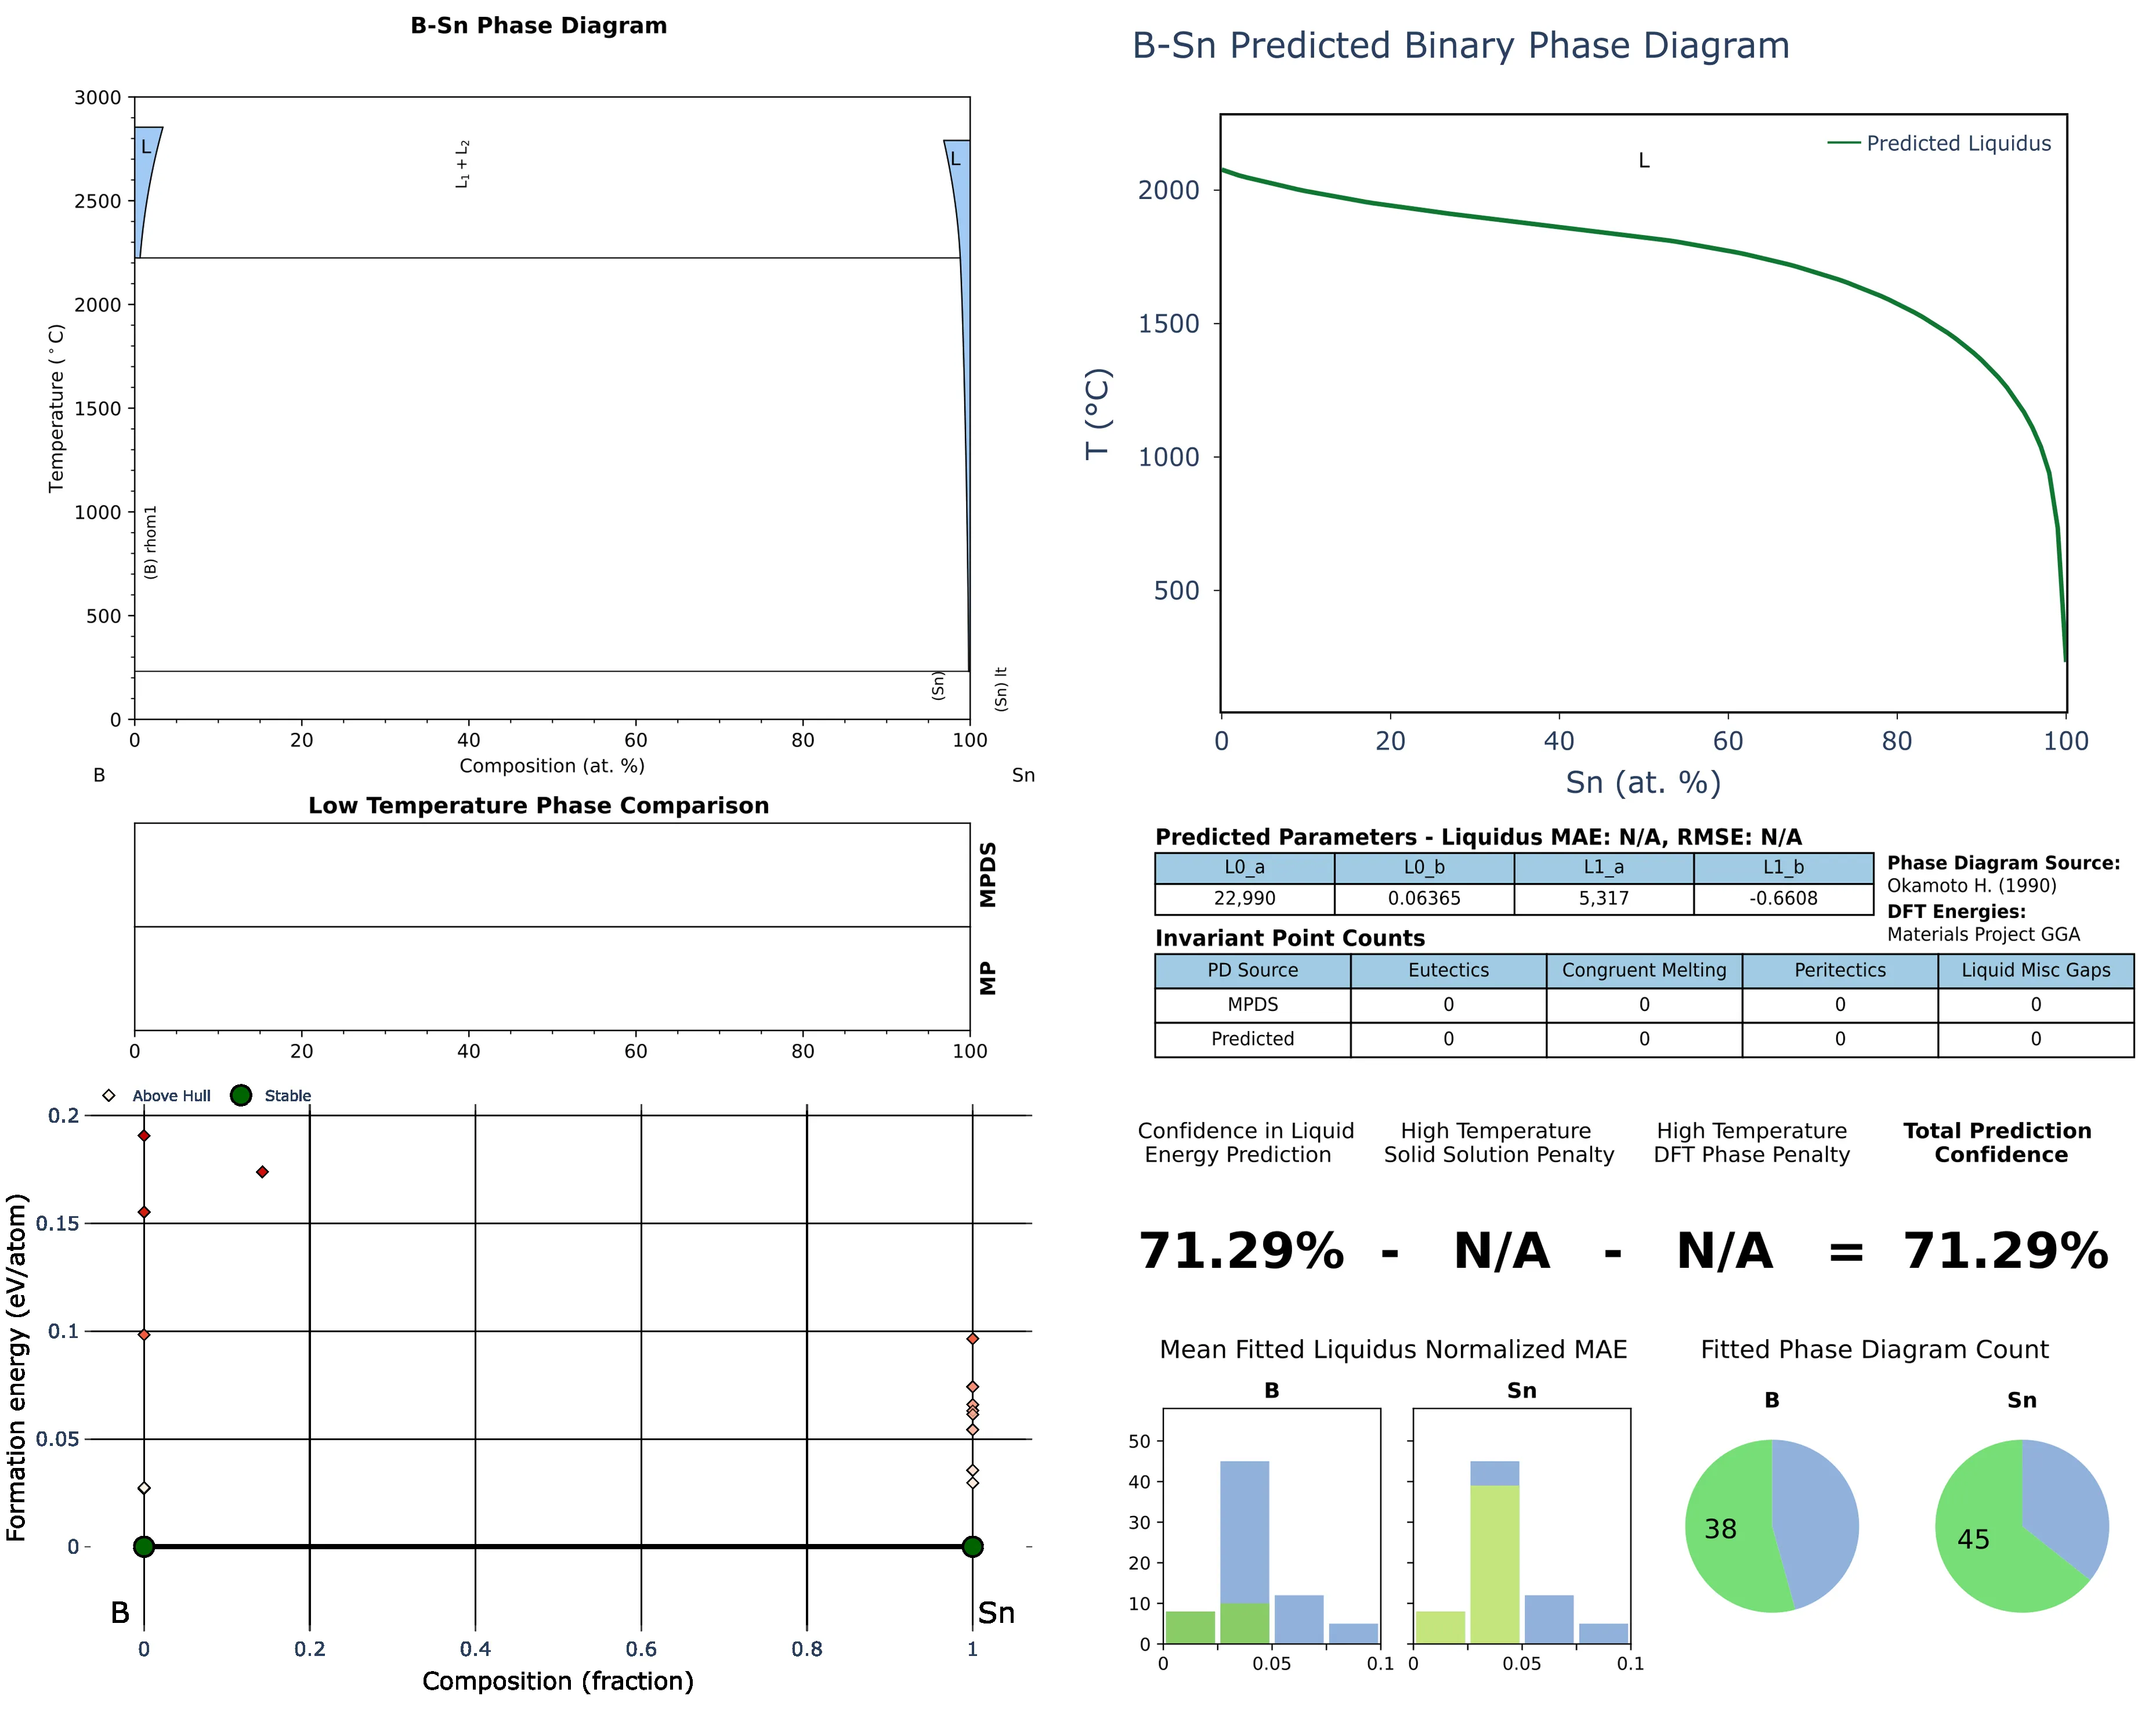 B-Sn Phase Diagram
3000
2500
2000
1500
1000
500
0
Temperature (°C)
L
L1 + L2
L
(B) rhom1
(Sn)
(Sn) lt
0 20 40 60 80 100
Composition (at. %)
B Sn
Low Temperature Phase Comparison
MPDS
MP
0 20 40 60 80 100
Above Hull Stable
0.2
0.15
0.1
0.05
0
Formation energy (eV/atom)
B Sn
0 0.2 0.4 0.6 0.8 1
Composition (fraction)
B-Sn Predicted Binary Phase Diagram
L
Predicted Liquidus
2000
1500
1000
500
T (°C)
0 20 40 60 80 100
Sn (at. %)
Predicted Parameters - Liquidus MAE: N/A, RMSE: N/A
L0_a L0_b L1_a L1_b
22,990 0.06365 5,317 -0.6608
Phase Diagram Source:
Okamoto H. (1990)
DFT Energies:
Materials Project GGA
Invariant Point Counts
PD Source Eutectics Congruent Melting Peritectics Liquid Misc Gaps
MPDS 0 0 0 0
Predicted 0 0 0 0
Confidence in Liquid
Energy Prediction
High Temperature
Solid Solution Penalty
High Temperature
DFT Phase Penalty
Total Prediction
Confidence
71.29% - N/A - N/A = 71.29%
Mean Fitted Liquidus Normalized MAE
B Sn
50
40
30
20
10
0
0 0.05 0.1
0 0.05 0.1
Fitted Phase Diagram Count
B Sn
38
45